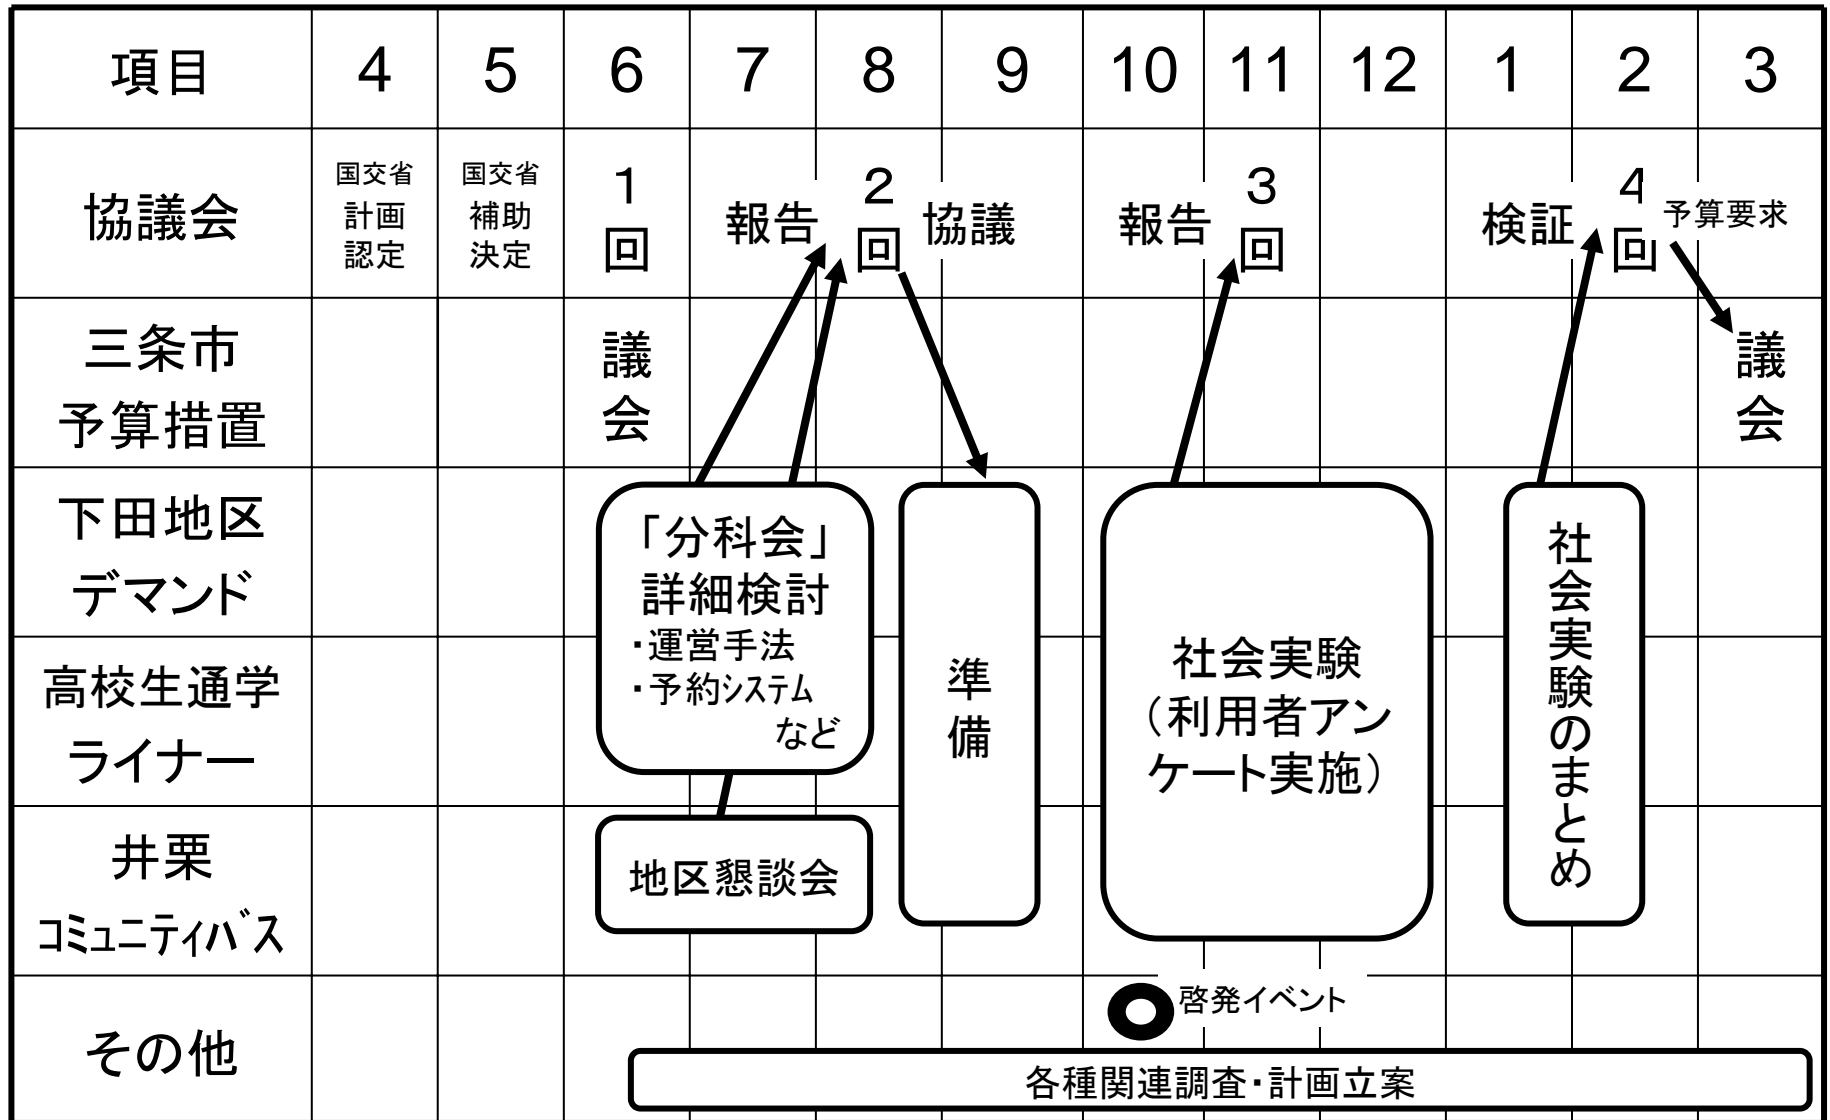 項目 4 5 6 7 8 9 10 11 12 1 2 3
協議会
国交省
計画
認定
国交省
補助
決定
1
回
報告
2
回
協議
報告
3
回
検証
4
回
予算要求
三条市
予算措置
議
会
議
会
下田地区
デマンド
高校生通学
ライナー
井栗
コミュニティバス
「分科会」
詳細検討
・運営手法
・予約システム
など
地区懇談会
準
備
社会実験
(利用者アン
ケート実施)
社会実験のまとめ
その他
啓発イベント
各種関連調査・計画立案